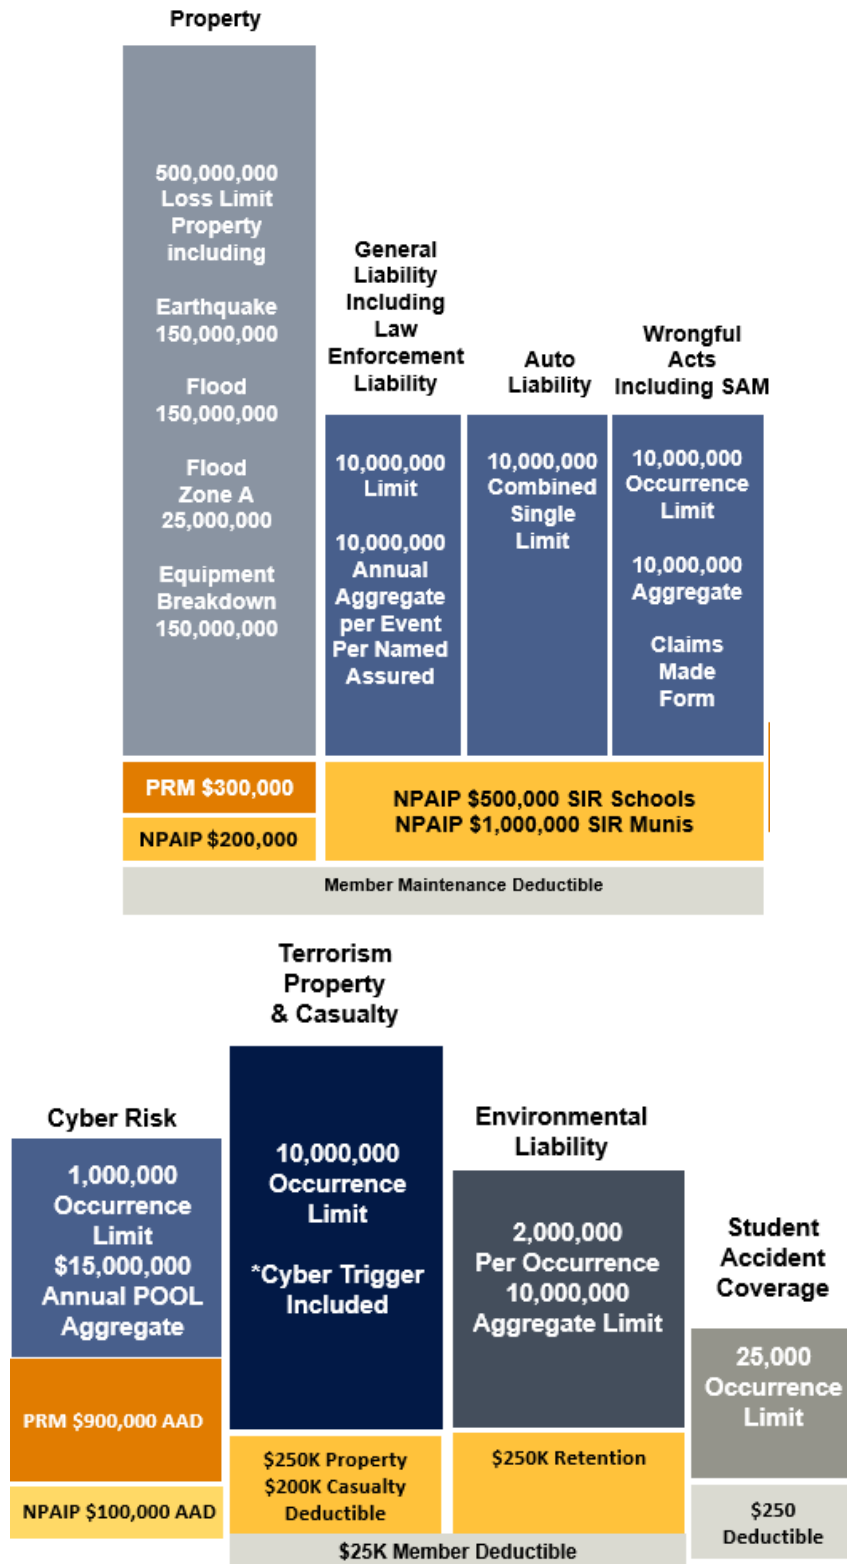 Property
500,000,000
Loss Limit
Property
including
Earthquake
150,000,000
Flood
150,000,000
Flood
Zone A
25,000,000
Equipment
Breakdown
150,000,000
General
Liability
Including
Law
Enforcement
Liability
10,000,000
Limit
10,000,000
Annual
Aggregate
per Event
Per Named
Assured
Auto
Liability
10,000,000
Combined
Single
Limit
Wrongful
Acts
Including SAM
10,000,000
Occurrence
Limit
10,000,000
Aggregate
Claims
Made
Form
PRM $300,000
NPAIP $200,000
NPAIP $500,000 SIR Schools
NPAIP $1,000,000 SIR Munis
Member Maintenance Deductible
Cyber Risk
1,000,000
Occurrence
Limit
$15,000,000
Annual POOL
Aggregate
PRM $900,000 AAD
NPAIP $100,000 AAD
Terrorism
Property
& Casualty
10,000,000
Occurrence
Limit
*Cyber Trigger
Included
$250K Property
$200K Casualty
Deductible
Environmental
Liability
2,000,000
Per Occurrence
10,000,000
Aggregate Limit
$250K Retention
$25K Member Deductible
Student
Accident
Coverage
25,000
Occurrence
Limit
$250
Deductible